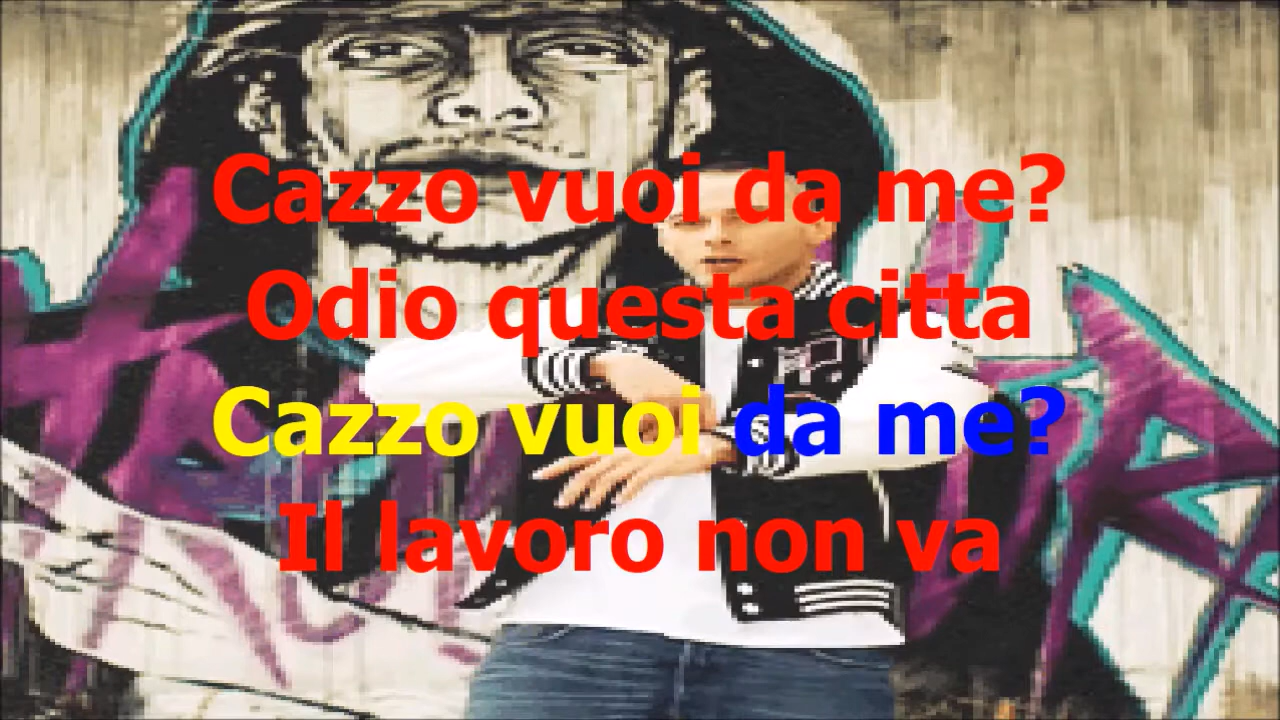 Cazzo vuoi da me?
Odio questa citta
Cazzo vuoi da me?
Il lavoro non va